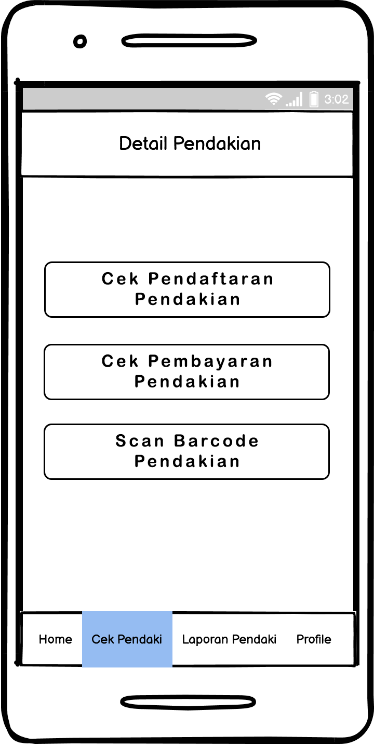 3:02
Detail Pendakian
Cek Pendaftaran
Pendakian
Cek Pembayaran
Pendakian
Scan Barcode
Pendakian
Home Cek Pendaki Laporan Pendaki Profile